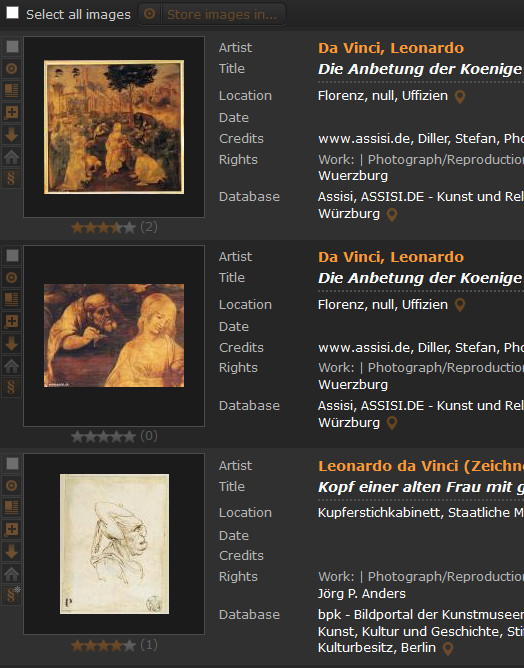 Select all images
Store images in...
Artist Da Vinci, Leonardo
Title Die Anbetung der Koenige
Location Florenz, null, Uffizien
Date
Credits www.assisi.de, Diller, Stefan, Pho
Rights Work: | Photograph/Reproduction
Wuerzburg
Database Assisi, ASSISI.DE - Kunst und Rel
Würzburg
(2)
Artist Da Vinci, Leonardo
Title Die Anbetung der Koenige
Location Florenz, null, Uffizien
Date
Credits www.assisi.de, Diller, Stefan, Pho
Rights Work: | Photograph/Reproduction
Wuerzburg
Database Assisi, ASSISI.DE - Kunst und Rel
Würzburg
(0)
Artist Leonardo da Vinci (Zeichne
Title Kopf einer alten Frau mit g
Location Kupferstichkabinett, Staatliche M
Date
Credits
Rights Work: | Photograph/Reproduction
Jörg P. Anders
Database bpk - Bildportal der Kunstmuseen
Kunst, Kultur und Geschichte, Stif
Kulturbesitz, Berlin
(1)